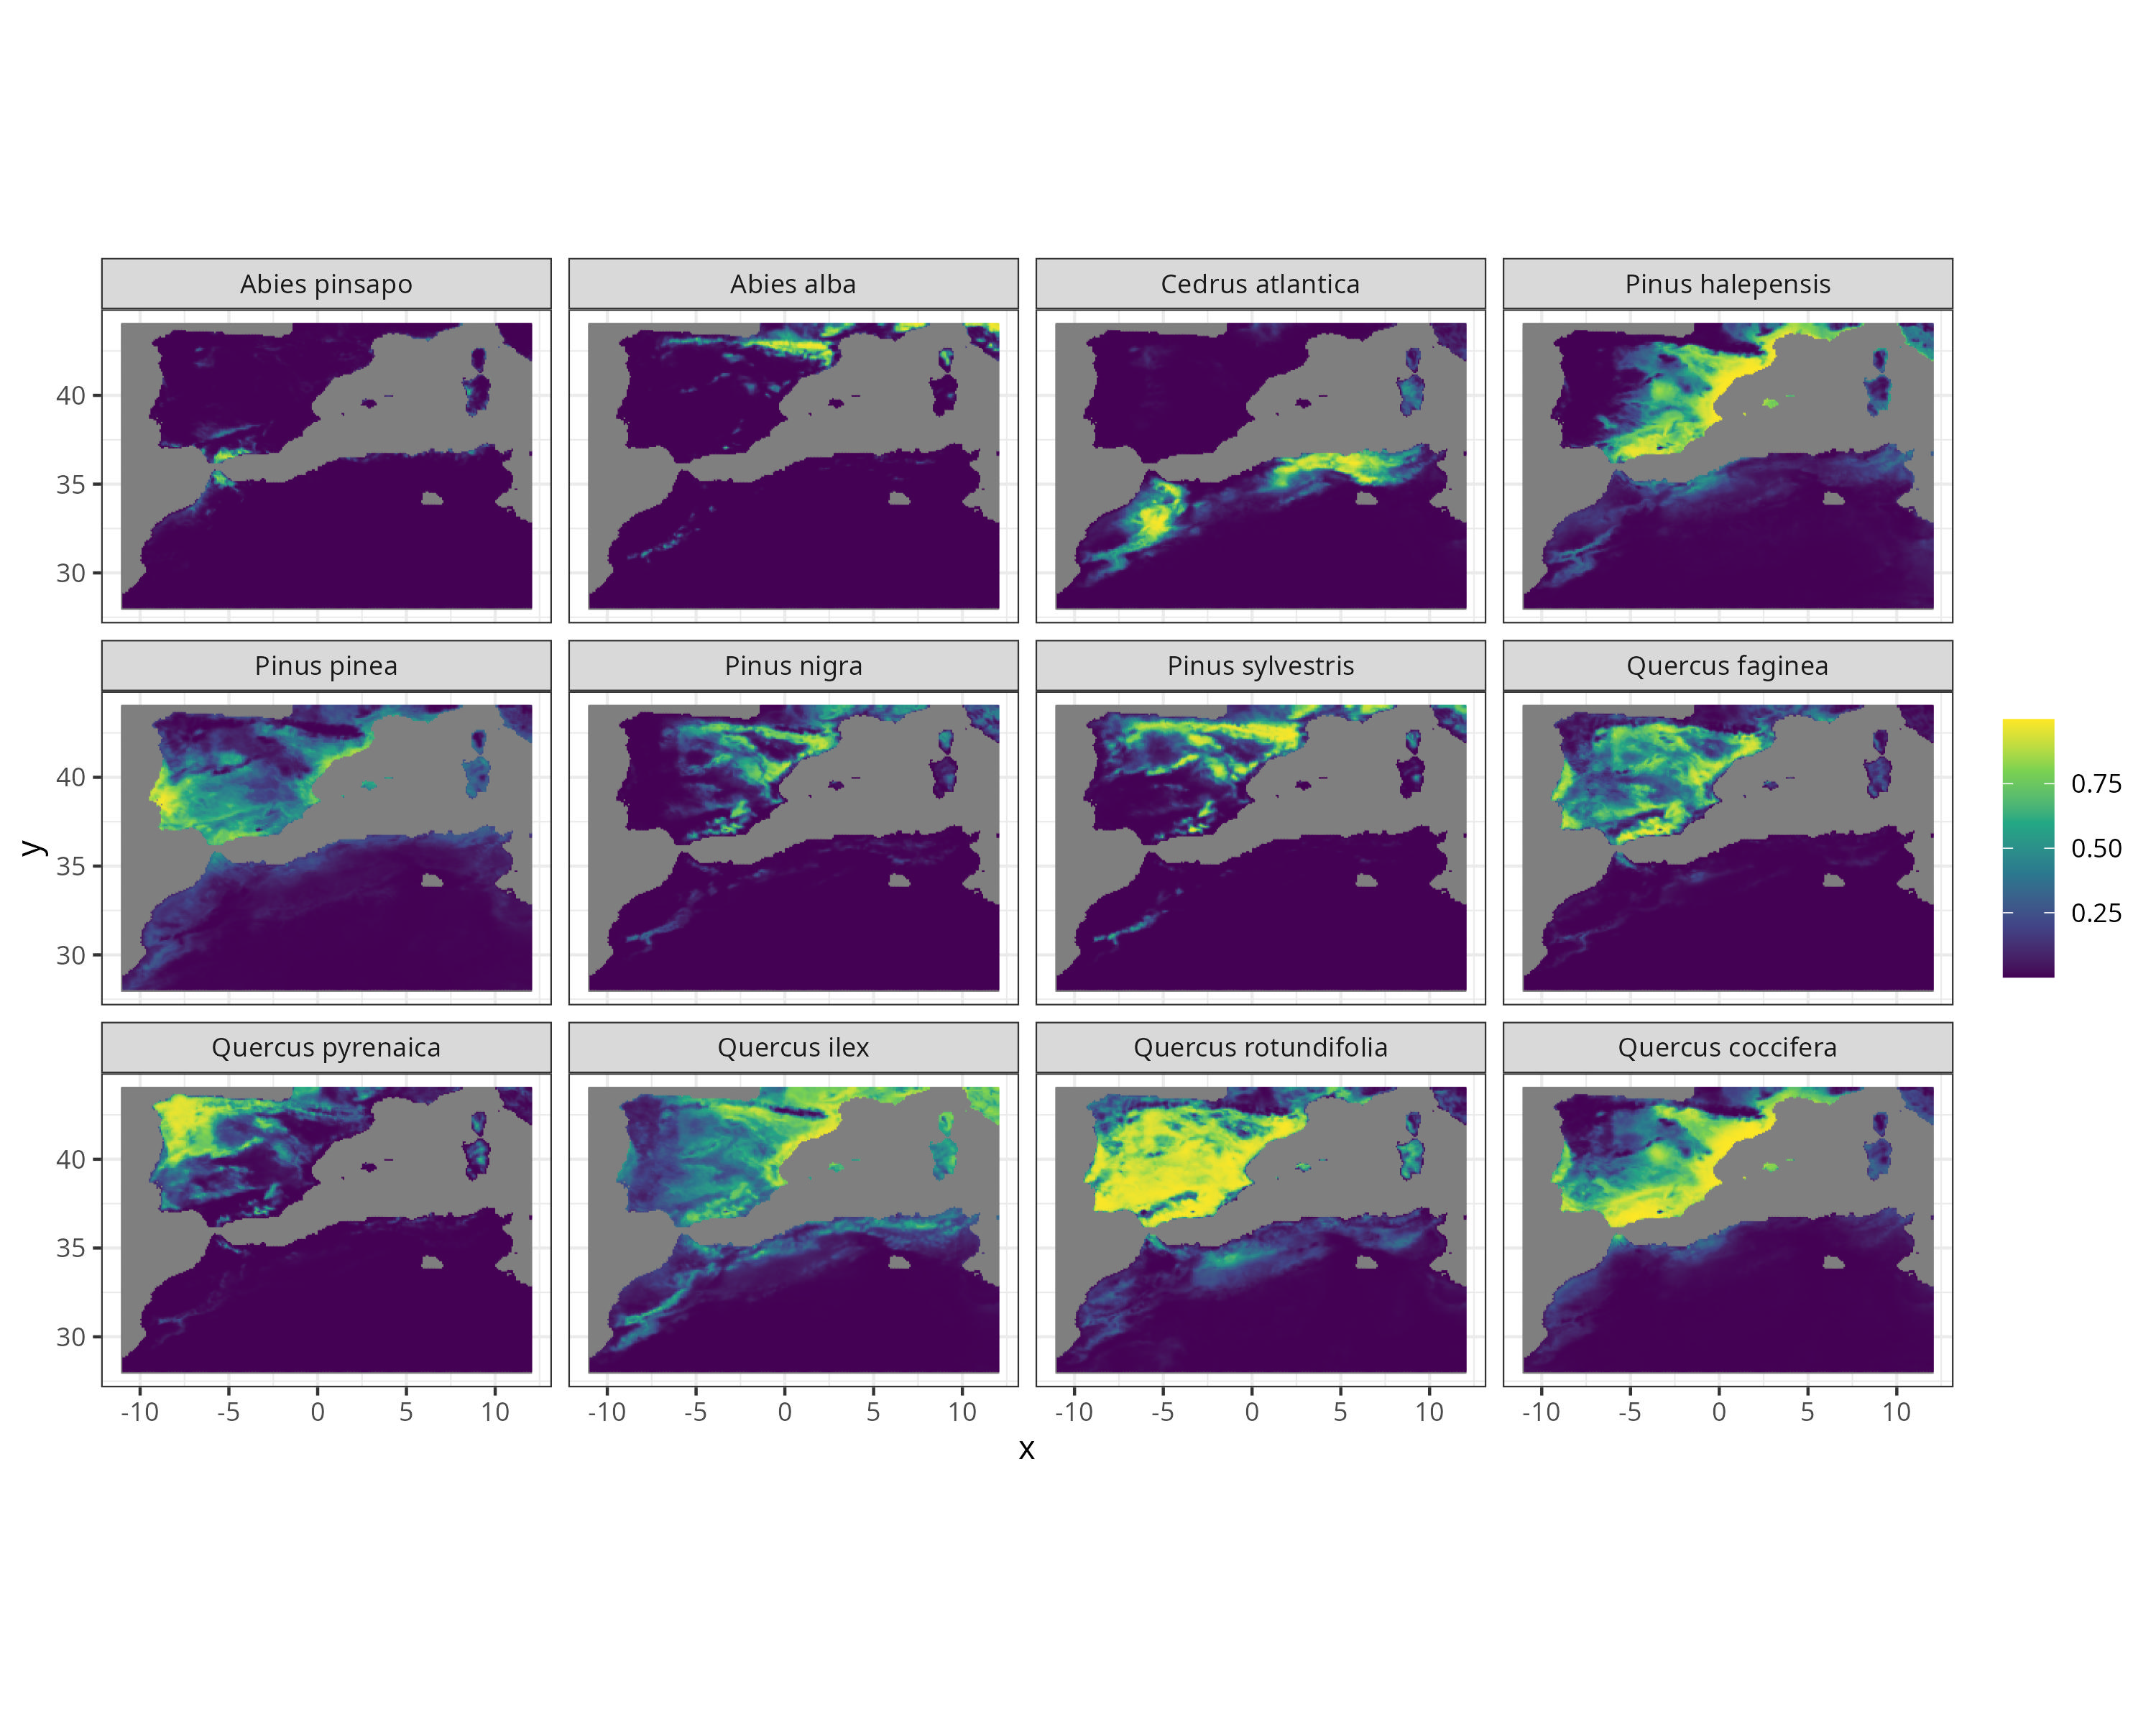 Abies pinsapo
Abies alba
Cedrus atlantica
Pinus halepensis
40
35
30
Pinus pinea
Pinus nigra
Pinus sylvestris
Quercus faginea
40
35
30
y
0.75
0.50
0.25
Quercus pyrenaica
Quercus ilex
Quercus rotundifolia
Quercus coccifera
40
35
30
-10 -5 0 5 10
-10 -5 0 5 10
-10 -5 0 5 10
-10 -5 0 5 10
x